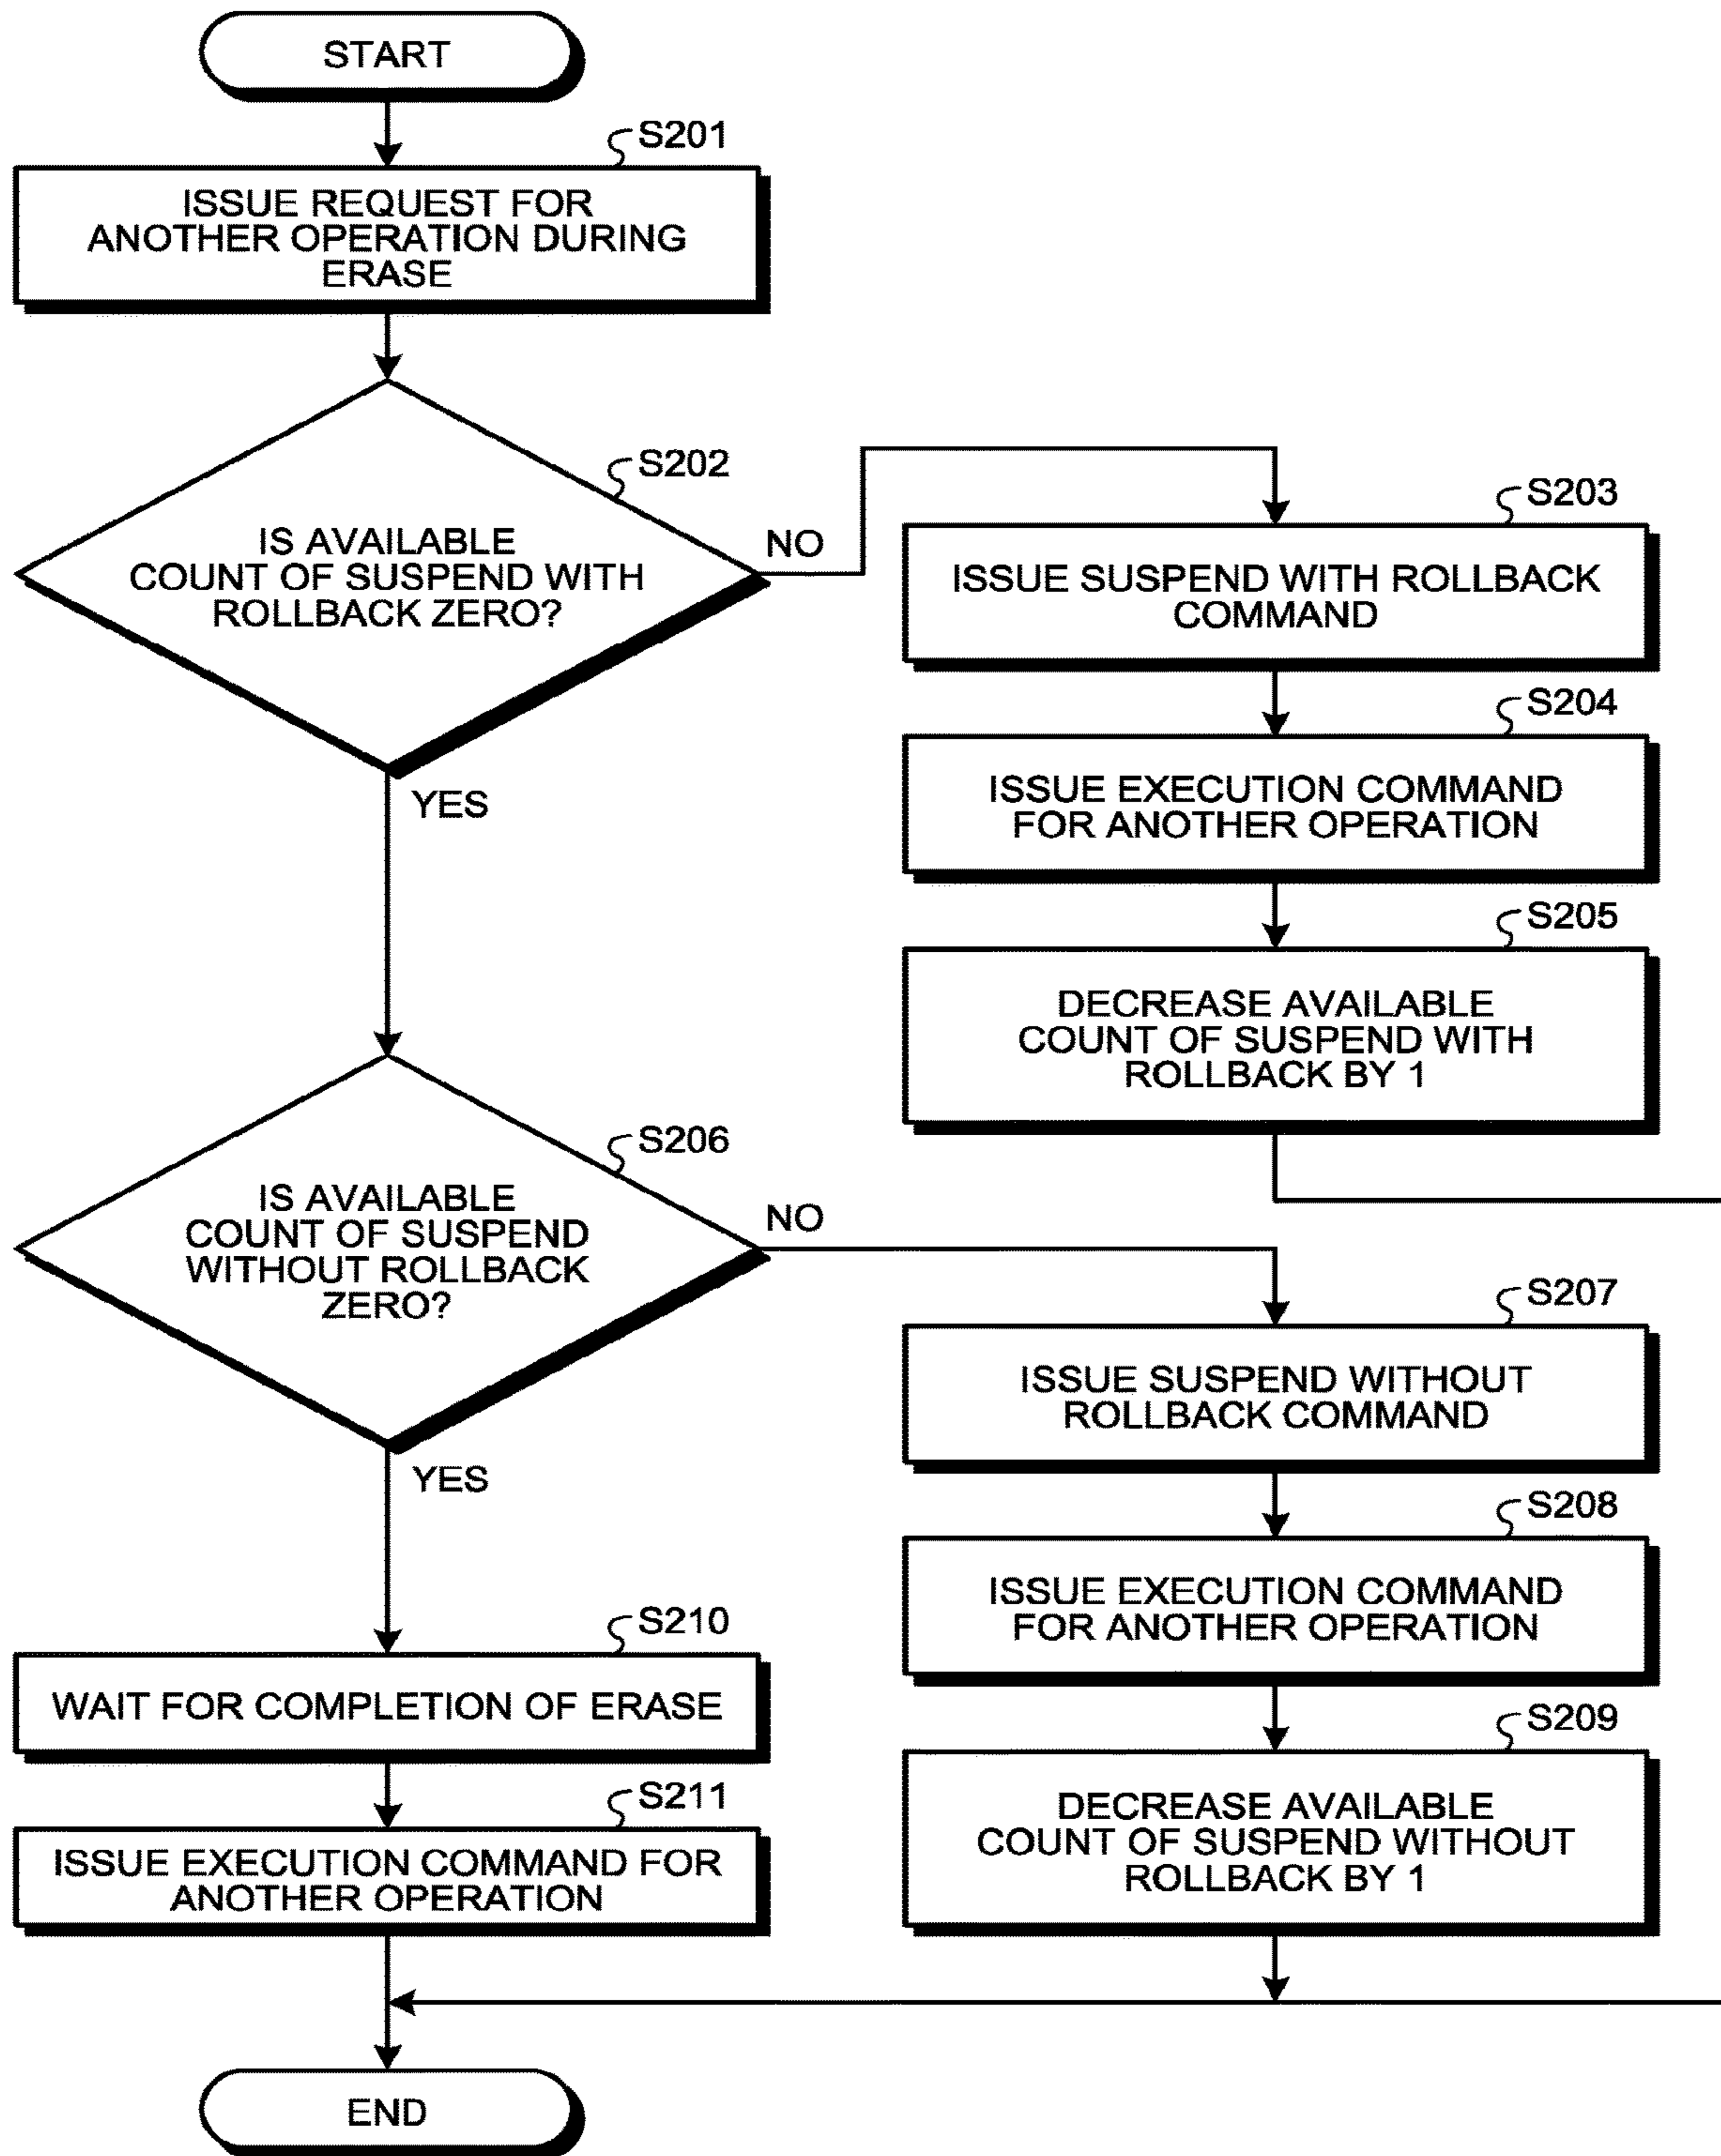 START
S201
ISSUE REQUEST FOR
ANOTHER OPERATION DURING
ERASE
S202
IS AVAILABLE
COUNT OF SUSPEND WITH
ROLLBACK ZERO?
NO
YES
S203
ISSUE SUSPEND WITH ROLLBACK
COMMAND
S204
ISSUE EXECUTION COMMAND
FOR ANOTHER OPERATION
S205
DECREASE AVAILABLE
COUNT OF SUSPEND WITH
ROLLBACK BY 1
S206
IS AVAILABLE
COUNT OF SUSPEND
WITHOUT ROLLBACK
ZERO?
NO
YES
S207
ISSUE SUSPEND WITHOUT
ROLLBACK COMMAND
S208
ISSUE EXECUTION COMMAND
FOR ANOTHER OPERATION
S209
DECREASE AVAILABLE
COUNT OF SUSPEND WITHOUT
ROLLBACK BY 1
S210
WAIT FOR COMPLETION OF ERASE
S211
ISSUE EXECUTION COMMAND FOR
ANOTHER OPERATION
END